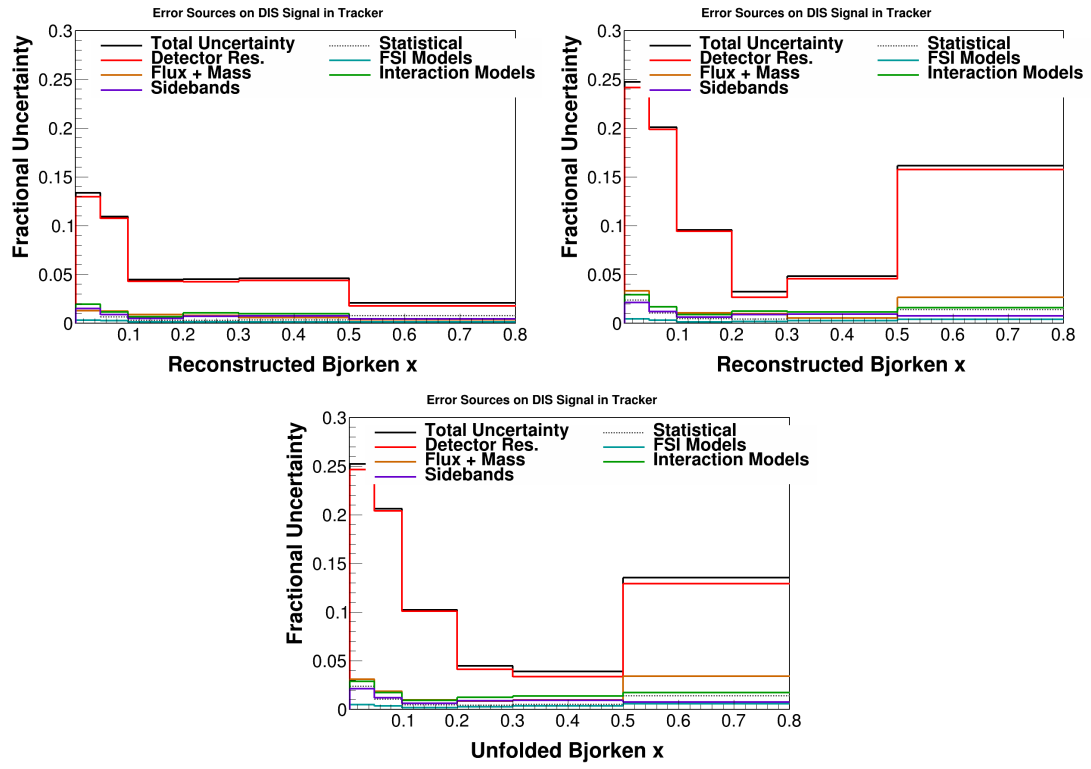 Error Sources on DIS Signal in Tracker
Fractional Uncertainty
0.3
0.25
0.2
0.15
0.1
0.05
0
Total Uncertainty
Detector Res.
Flux + Mass
Sidebands
Statistical
FSI Models
Interaction Models
0.1 0.2 0.3 0.4 0.5 0.6 0.7 0.8
Reconstructed Bjorken x
Error Sources on DIS Signal in Tracker
Fractional Uncertainty
0.3
0.25
0.2
0.15
0.1
0.05
0
Total Uncertainty
Detector Res.
Flux + Mass
Sidebands
Statistical
FSI Models
Interaction Models
0.1 0.2 0.3 0.4 0.5 0.6 0.7 0.8
Reconstructed Bjorken x
Error Sources on DIS Signal in Tracker
Fractional Uncertainty
0.3
0.25
0.2
0.15
0.1
0.05
0
Total Uncertainty
Detector Res.
Flux + Mass
Sidebands
Statistical
FSI Models
Interaction Models
0.1 0.2 0.3 0.4 0.5 0.6 0.7 0.8
Unfolded Bjorken x